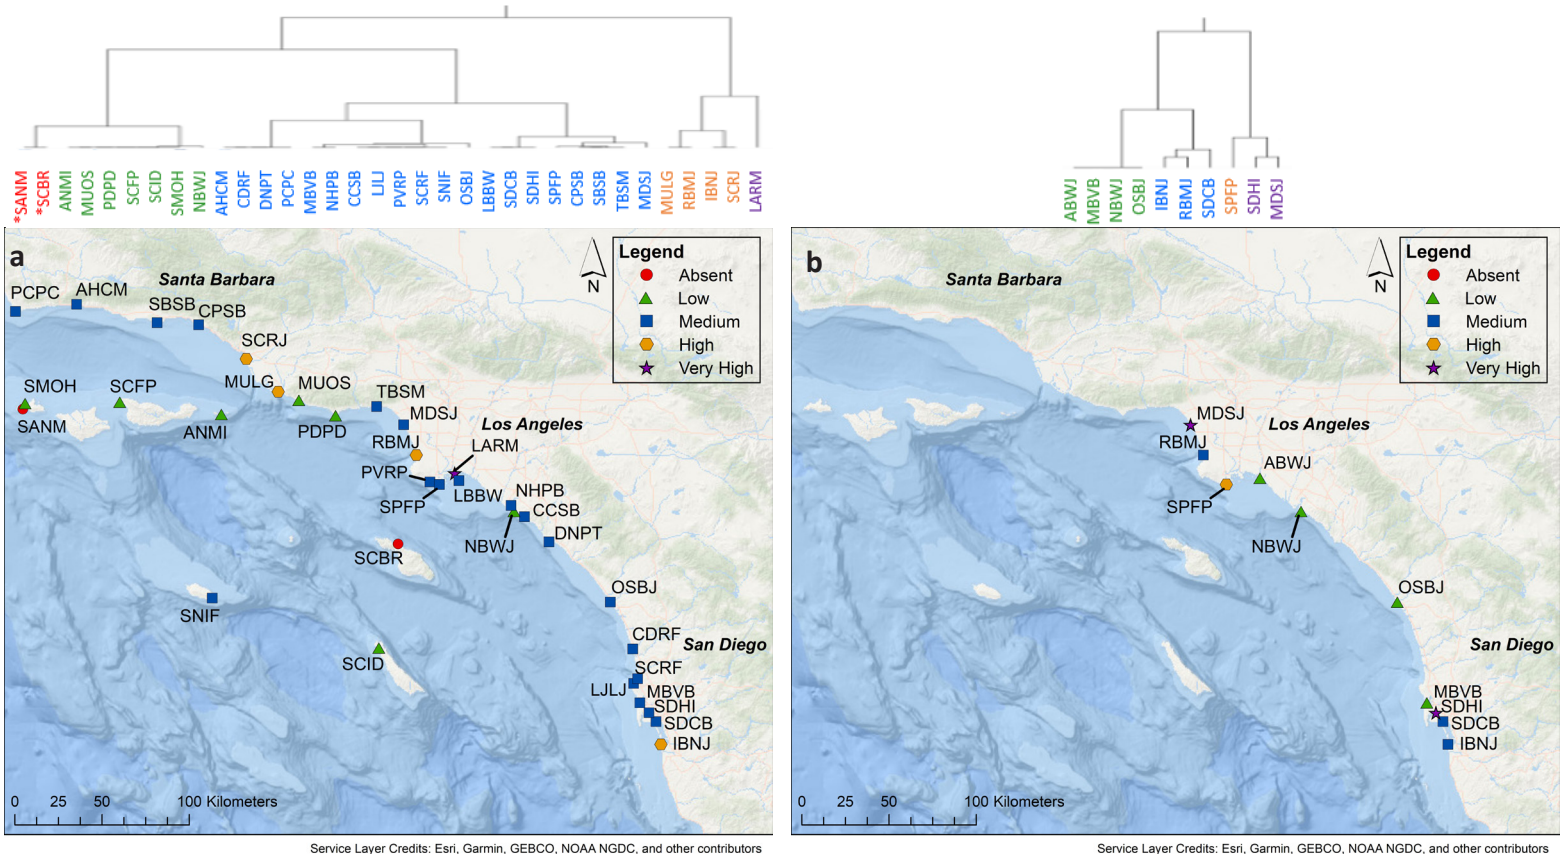 *SANM *SCBR ANMI MUOS PDPD SCFP SCID SMOH NBWJ AHCM CDRF DNPT PCPC MBVB NHPB CCSB LJLJ PVRP SCRF SNIF OSBJ LBBW SDCB SDHI SPFP CPSB SBSB TBSM MDSJ MULG RBMJ IBNJ SCRJ LARM
ABWJ MBVB NBWJ OSBJ IBNJ RBMJ SDCB SPFP SDHI MDSJ
a
Santa Barbara
N
Legend
Absent
Low
Medium
High
Very High
PCPC
AHCM
SBSB
CPSB
SCRJ
SMOH
SCFP
MULG
MUOS
TBSM
MDSJ
SANM
ANMI
PDPD
Los Angeles
RBMJ
LARM
PVRP
SPFP
LBBW
NHPB
CCSB
NBWJ
DNPT
SCBR
SNIF
OSBJ
SCID
CDRF
San Diego
SCRF
LJLJ
MBVB
SDHI
SDCB
IBNJ
0 25 50 100 Kilometers
Service Layer Credits: Esri, Garmin, GEBCO, NOAA NGDC, and other contributors
b
Santa Barbara
N
Legend
Absent
Low
Medium
High
Very High
MDSJ
Los Angeles
RBMJ
ABWJ
SPFP
NBWJ
OSBJ
San Diego
MBVB
SDHI
SDCB
IBNJ
0 25 50 100 Kilometers
Service Layer Credits: Esri, Garmin, GEBCO, NOAA NGDC, and other contributors